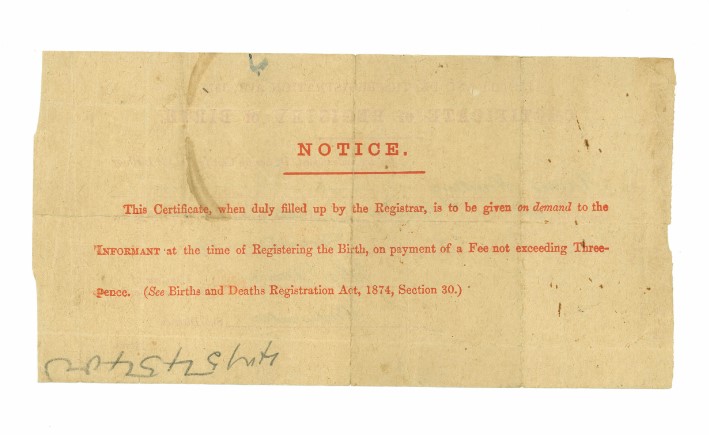 NOTICE.
This Certificate, when duly filled up by the Registrar, is to be given on demand to the
INFORMANT at the time of Registering the Birth, on payment of a Fee not exceeding Three-
pence. (See Births and Deaths Registration Act, 1874, Section 30.)